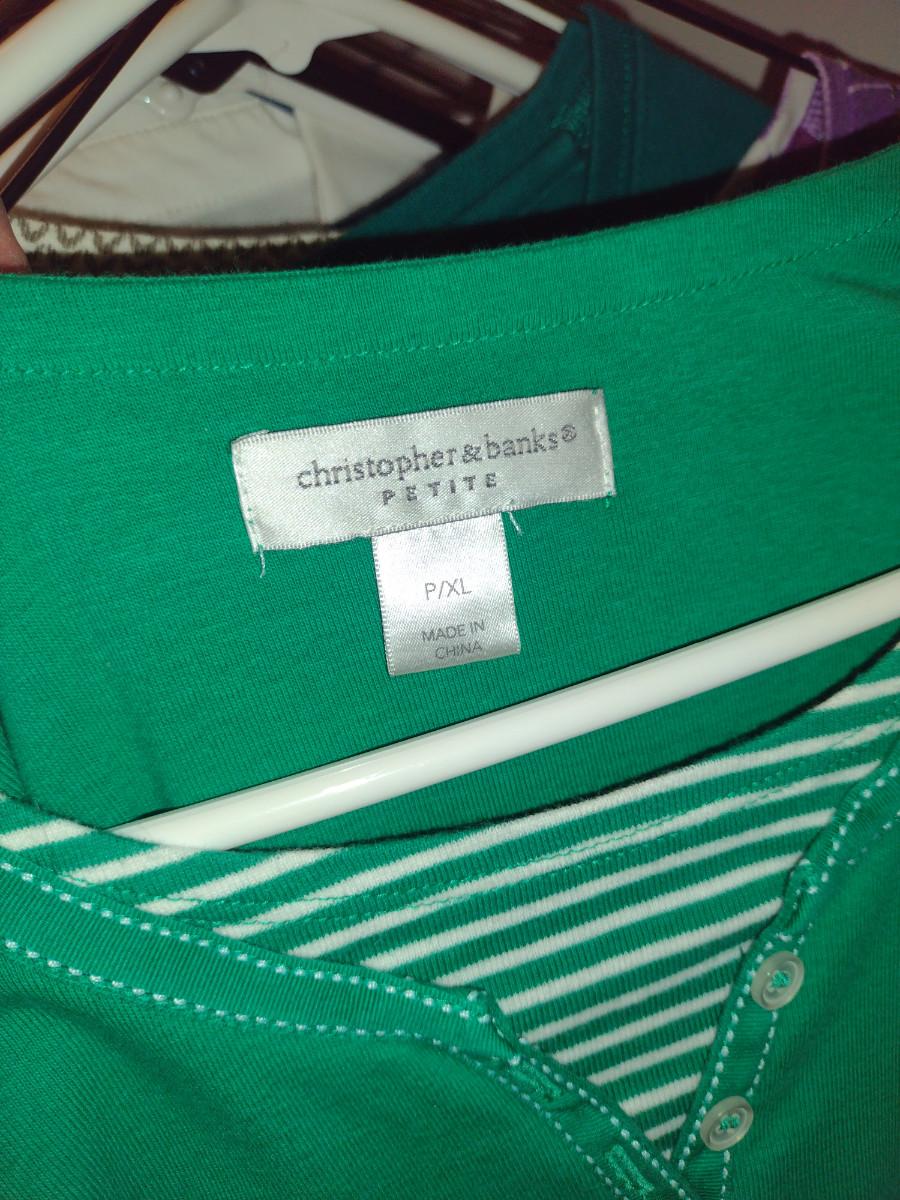 christopher&banks®
PETITE
P/XL
MADE IN
CHINA